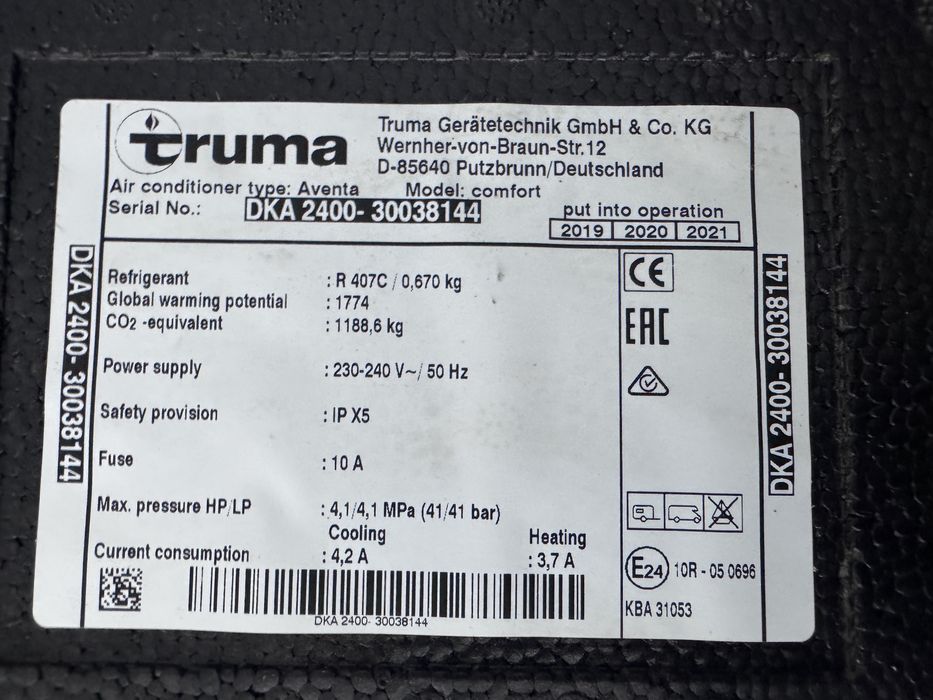 truma
Truma Gerätetechnik GmbH & Co. KG
Wernher-von-Braun-Str.12
D-85640 Putzbrunn/Deutschland
Air conditioner type: Aventa Model: comfort
Serial No.: DKA 2400- 30038144
put into operation
2019 2020 2021
Refrigerant : R 407C / 0,670 kg
Global warming potential : 1774
CO2 -equivalent : 1188,6 kg
Power supply : 230-240 V~/ 50 Hz
Safety provision : IP X5
Fuse : 10 A
Max. pressure HP/LP : 4,1/4,1 MPa (41/41 bar)
Cooling Heating
Current consumption : 4,2 A : 3,7 A
DKA 2400- 30038144
CE
EAC
E24 10R - 05 0696
KBA 31053
DKA 2400- 30038144
DKA 2400- 30038144